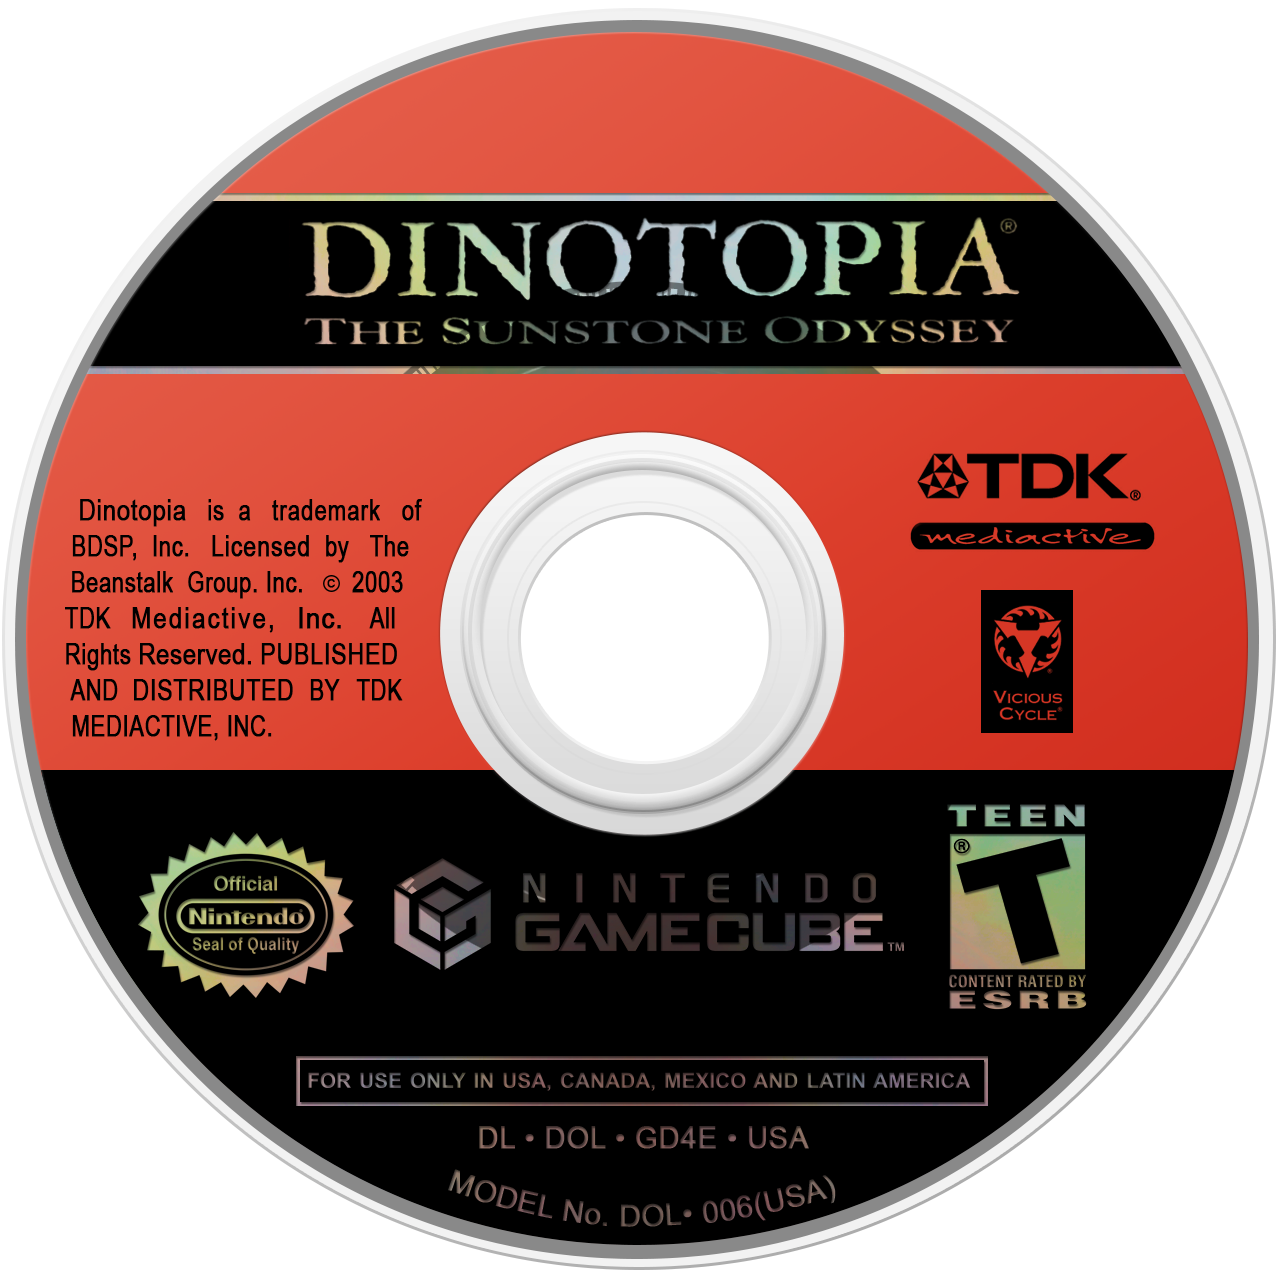 DINOTOPIA®
THE SUNSTONE ODYSSEY
Dinotopia is a trademark of
BDSP, Inc. Licensed by The
Beanstalk Group. Inc. © 2003
TDK Mediactive, Inc. All
Rights Reserved. PUBLISHED
AND DISTRIBUTED BY TDK
MEDIACTIVE, INC.
TDK®
mediactive
VICIOUS
CYCLE®
Official
Nintendo®
Seal of Quality
NINTENDO
GAMECUBE™
TEEN
®
T
CONTENT RATED BY
ESRB
FOR USE ONLY IN USA, CANADA, MEXICO AND LATIN AMERICA
DL • DOL • GD4E • USA
MODEL No. DOL• 006(USA)